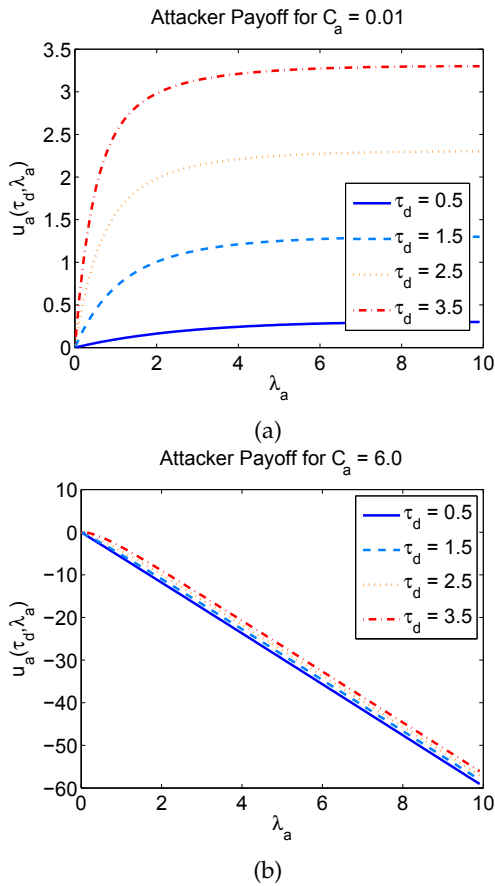 Attacker Payoff for C_a = 0.01
3.5
3
2.5
2
1.5
1
0.5
0
u_a(τ_d,λ_a)
τ_d = 0.5
τ_d = 1.5
τ_d = 2.5
τ_d = 3.5
0 2 4 6 8 10
λ_a
(a)
Attacker Payoff for C_a = 6.0
10
0
−10
−20
−30
−40
−50
−60
u_a(τ_d,λ_a)
τ_d = 0.5
τ_d = 1.5
τ_d = 2.5
τ_d = 3.5
0 2 4 6 8 10
λ_a
(b)